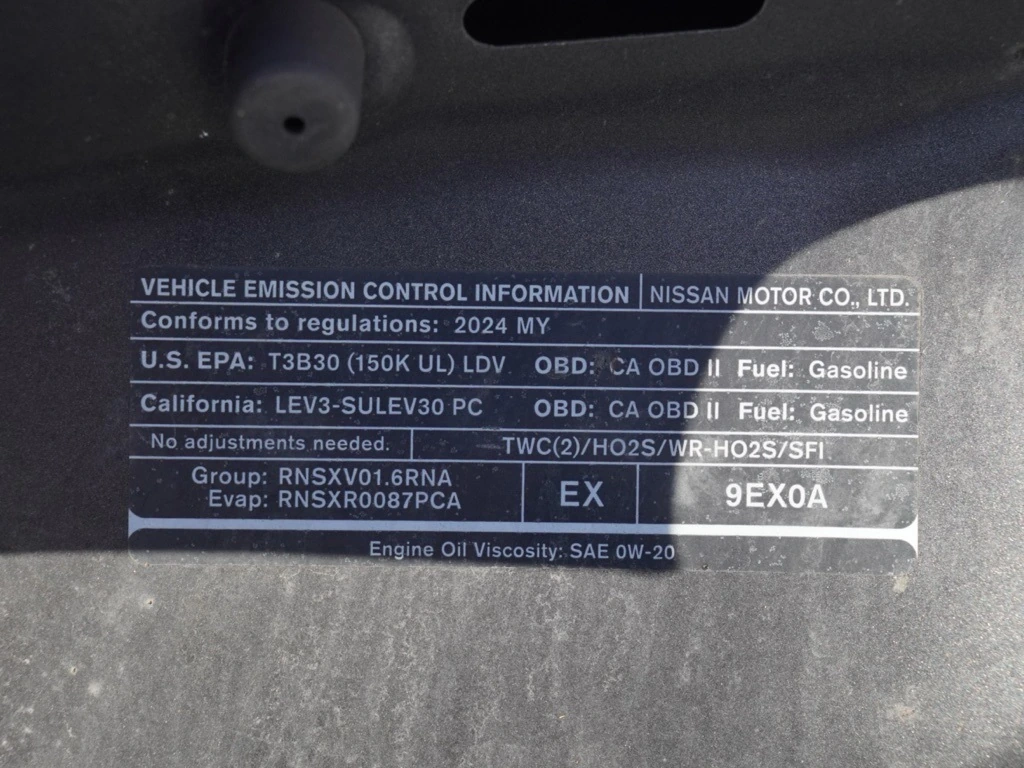 VEHICLE EMISSION CONTROL INFORMATION NISSAN MOTOR CO., LTD.
Conforms to regulations: 2024 MY
U.S. EPA: T3B30 (150K UL) LDV OBD: CA OBD II Fuel: Gasoline
California: LEV3-SULEV30 PC OBD: CA OBD II Fuel: Gasoline
No adjustments needed. TWC(2)/HO2S/WR-HO2S/SFI
Group: RNSXV01.6RNA
Evap: RNSXR0087PCA
EX 9EX0A
Engine Oil Viscosity: SAE 0W-20